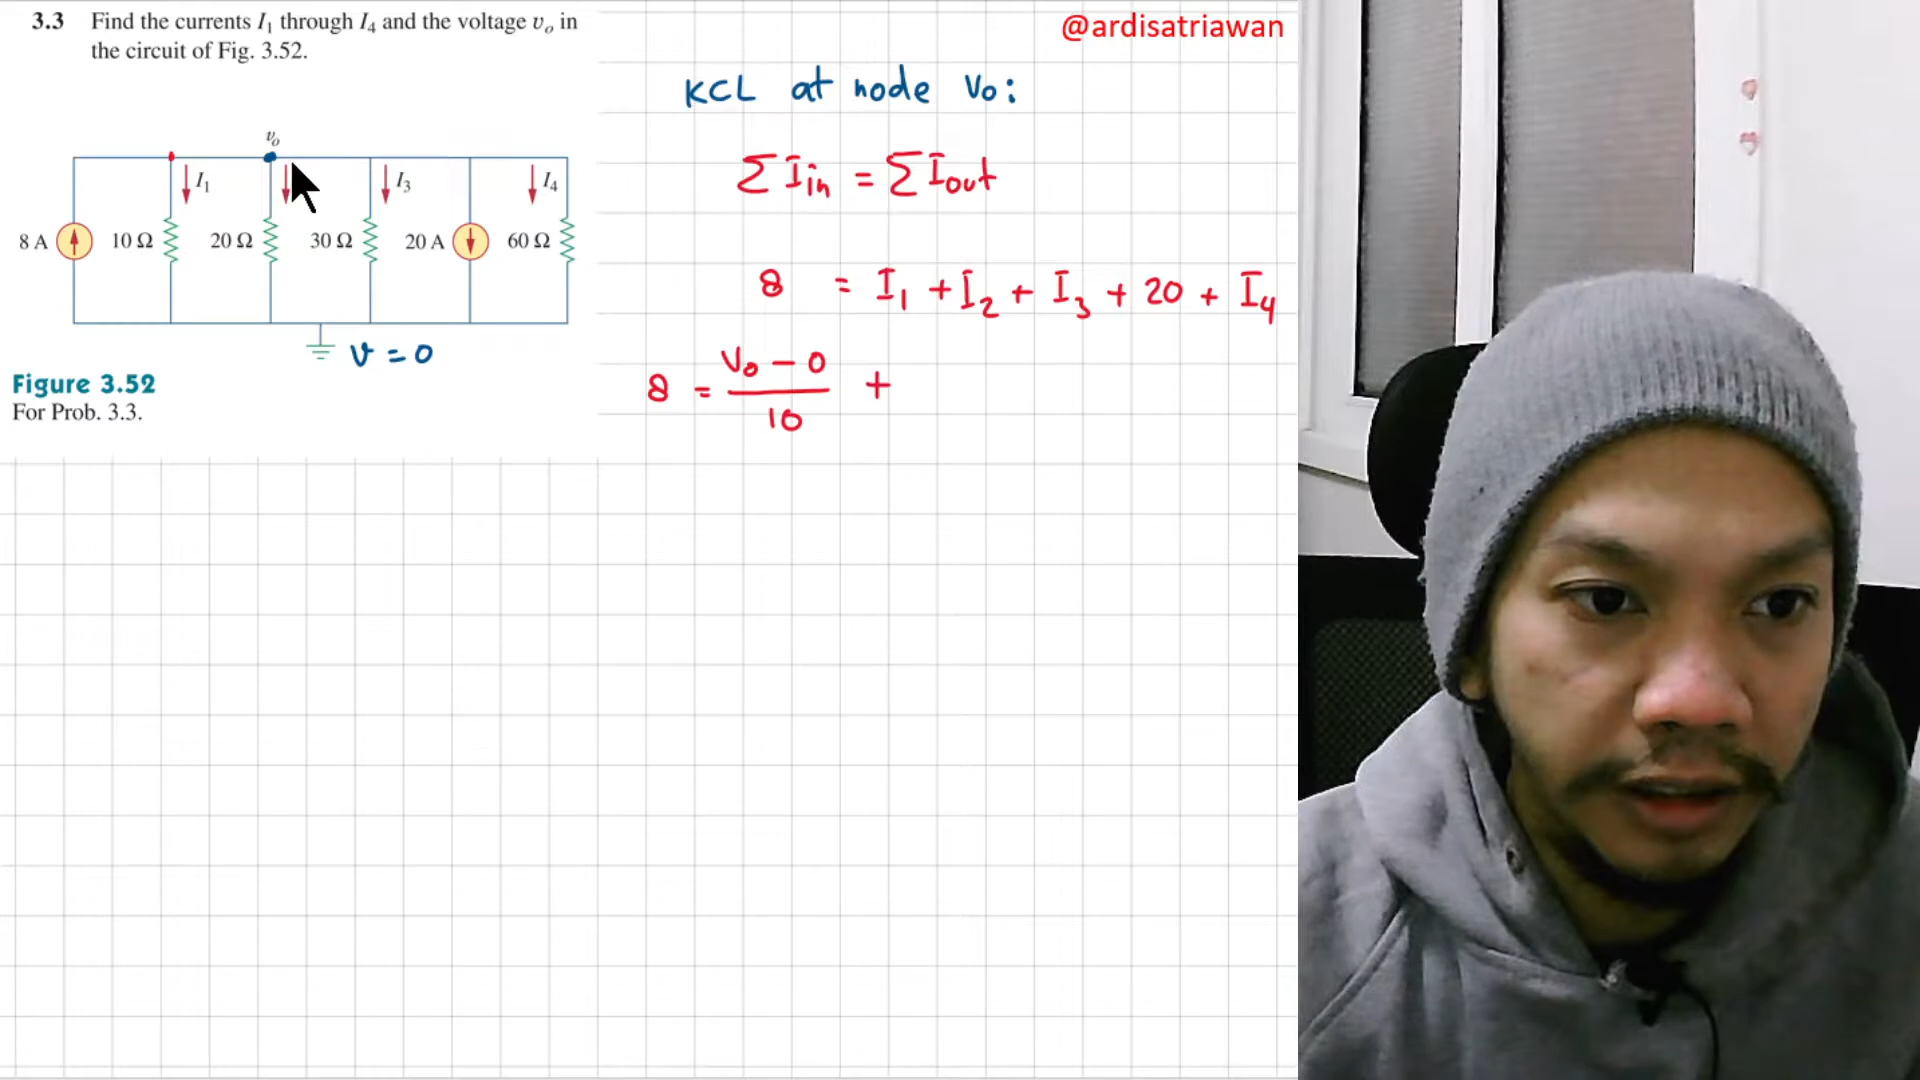 3.3 Find the currents I₁ through I₄ and the voltage vₒ in
the circuit of Fig. 3.52.
@ardisatriawan
vₒ
I₁
I₃
I₄
8 A
10 Ω
20 Ω
30 Ω
20 A
60 Ω
v = 0
Figure 3.52
For Prob. 3.3.
KCL at node Vo:
∑ Iin = ∑ Iout
8 = I₁ + I₂ + I₃ + 20 + I₄
8 = (Vo − 0)/10 +